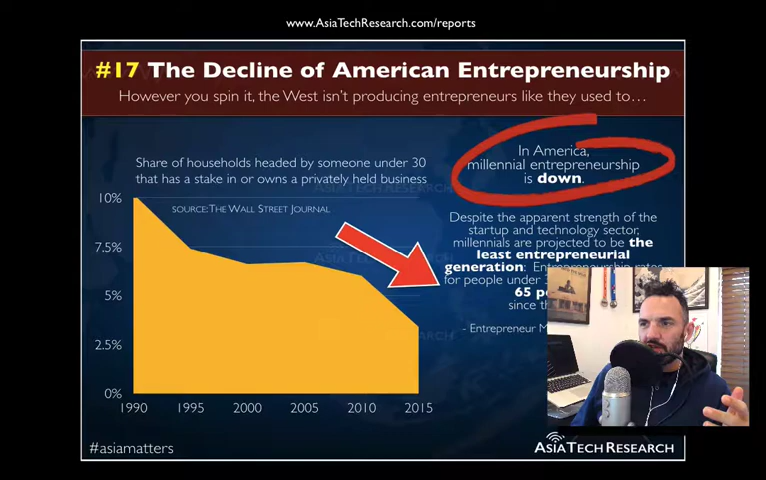 www.AsiaTechResearch.com/reports
#17 The Decline of American Entrepreneurship
However you spin it, the West isn't producing entrepreneurs like they used to…
Share of households headed by someone under 30
that has a stake in or owns a privately held business
SOURCE: THE WALL STREET JOURNAL
10%
7.5%
5%
2.5%
0%
1990 1995 2000 2005 2010 2015
In America,
millennial entrepreneurship
is down.
Despite the apparent strength of the
startup and technology sector,
millennials are projected to be the
least entrepreneurial
generation: Entrepreneurship rates
for people under
65
since
- Entrepreneur
#asiamatters
ASIATECHRESEARCH